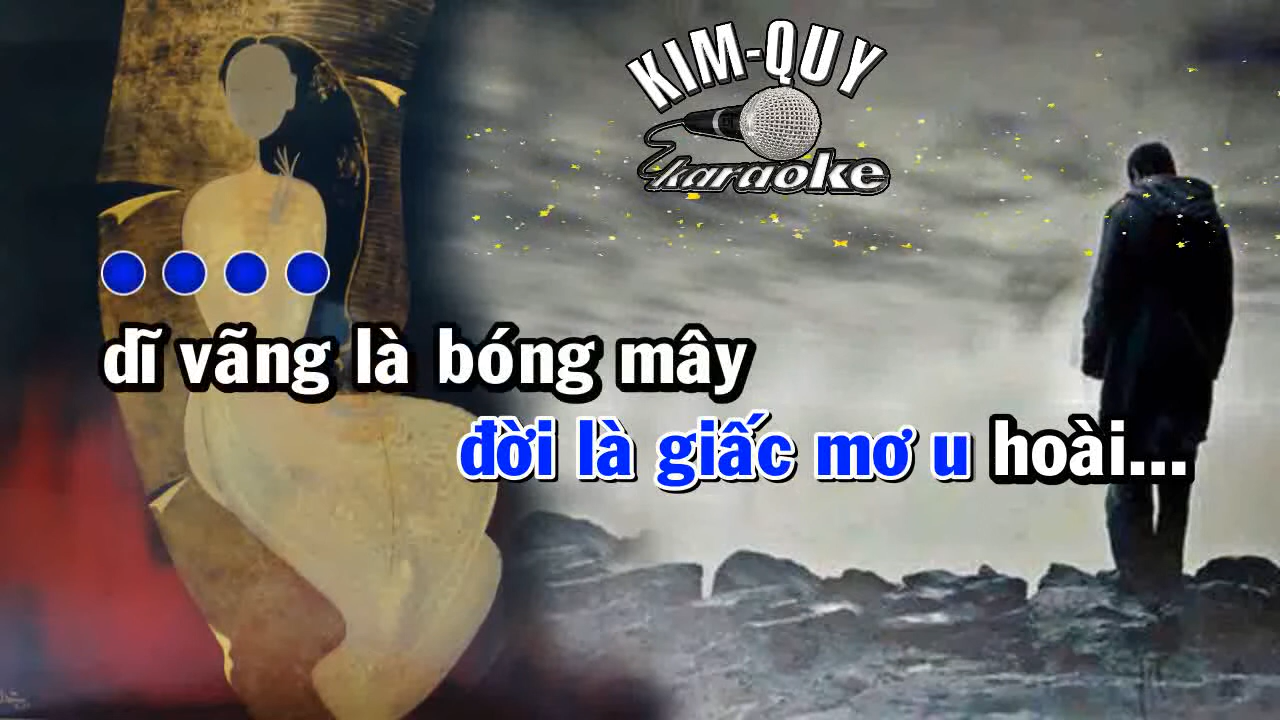 KIM-QUY
karaoke
dĩ vãng là bóng mây
đời là giấc mơ u hoài...